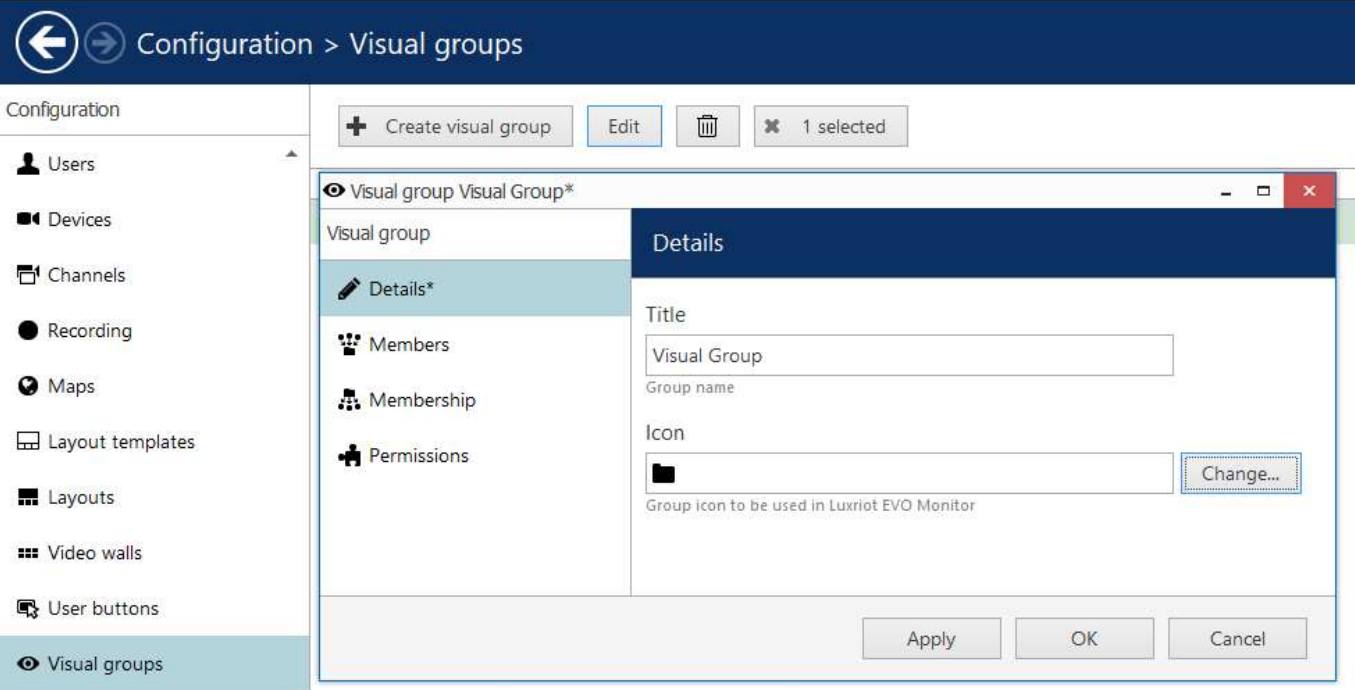 Configuration > Visual groups
Configuration
Create visual group
Edit
1 selected
Users
Devices
Channels
Recording
Maps
Layout templates
Layouts
Video walls
User buttons
Visual groups
Visual group Visual Group*
Visual group
Details*
Members
Membership
Permissions
Details
Title
Visual Group
Group name
Icon
Change...
Group icon to be used in Luxriot EVO Monitor
Apply
OK
Cancel